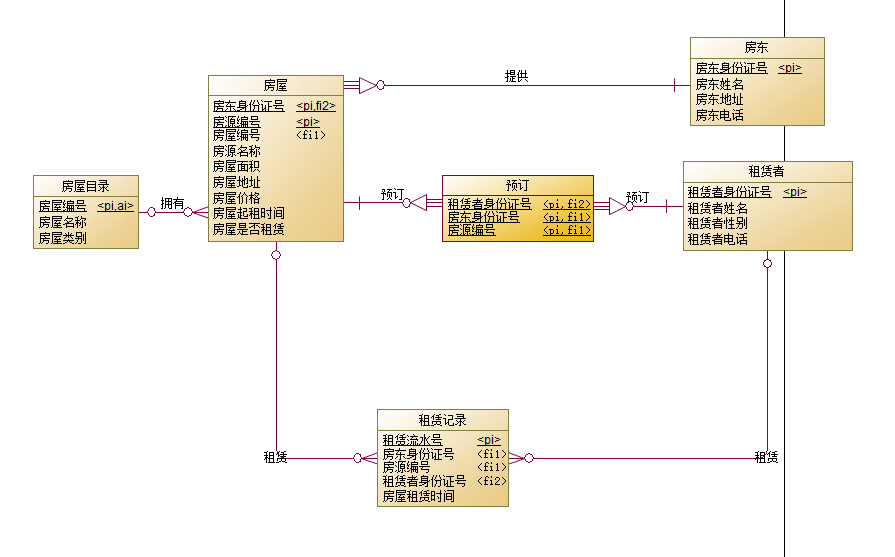 房东
房东身份证号 <pi>
房东姓名
房东地址
房东电话
提供
房屋
房东身份证号 <pi,fi2>
房源编号 <pi>
房屋编号 <fi1>
房源名称
房屋面积
房屋地址
房屋价格
房屋起租时间
房屋是否租赁
房屋目录
房屋编号 <pi,ai>
房屋名称
房屋类别
拥有
预订
预订
租赁者身份证号 <pi,fi2>
房东身份证号 <pi,fi1>
房源编号 <pi,fi1>
预订
租赁者
租赁者身份证号 <pi>
租赁者姓名
租赁者性别
租赁者电话
租赁
租赁记录
租赁流水号 <pi>
房东身份证号 <fi1>
房源编号 <fi1>
租赁者身份证号 <fi2>
房屋租赁时间
租赁